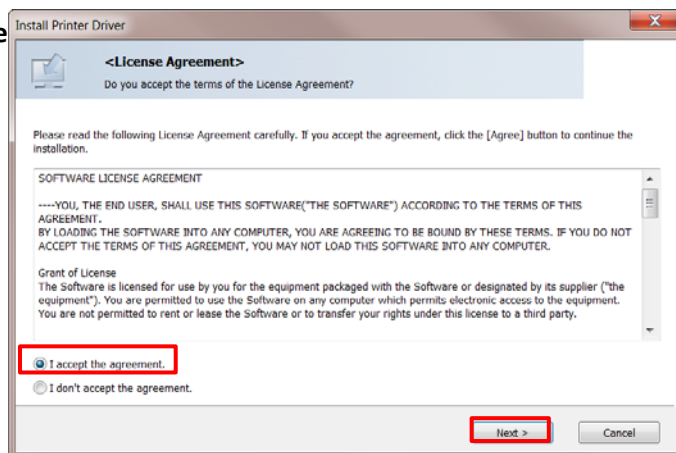 e
Install Printer Driver
<License Agreement>
Do you accept the terms of the License Agreement?
Please read the following License Agreement carefully. If you accept the agreement, click the [Agree] button to continue the
installation.
SOFTWARE LICENSE AGREEMENT
----YOU, THE END USER, SHALL USE THIS SOFTWARE("THE SOFTWARE") ACCORDING TO THE TERMS OF THIS
AGREEMENT.
BY LOADING THE SOFTWARE INTO ANY COMPUTER, YOU ARE AGREEING TO BE BOUND BY THESE TERMS. IF YOU DO NOT
ACCEPT THE TERMS OF THIS AGREEMENT, YOU MAY NOT LOAD THIS SOFTWARE INTO ANY COMPUTER.
Grant of License
The Software is licensed for use by you for the equipment packaged with the Software or designated by its supplier ("the
equipment"). You are permitted to use the Software on any computer which permits electronic access to the equipment.
You are not permitted to rent or lease the Software or to transfer your rights under this license to a third party.
I accept the agreement.
I don't accept the agreement.
Next >
Cancel